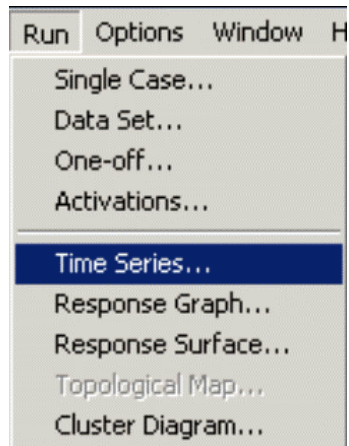 Run Options Window H
Single Case...
Data Set...
One-off...
Activations...
Time Series...
Response Graph...
Response Surface...
Topological Map...
Cluster Diagram...